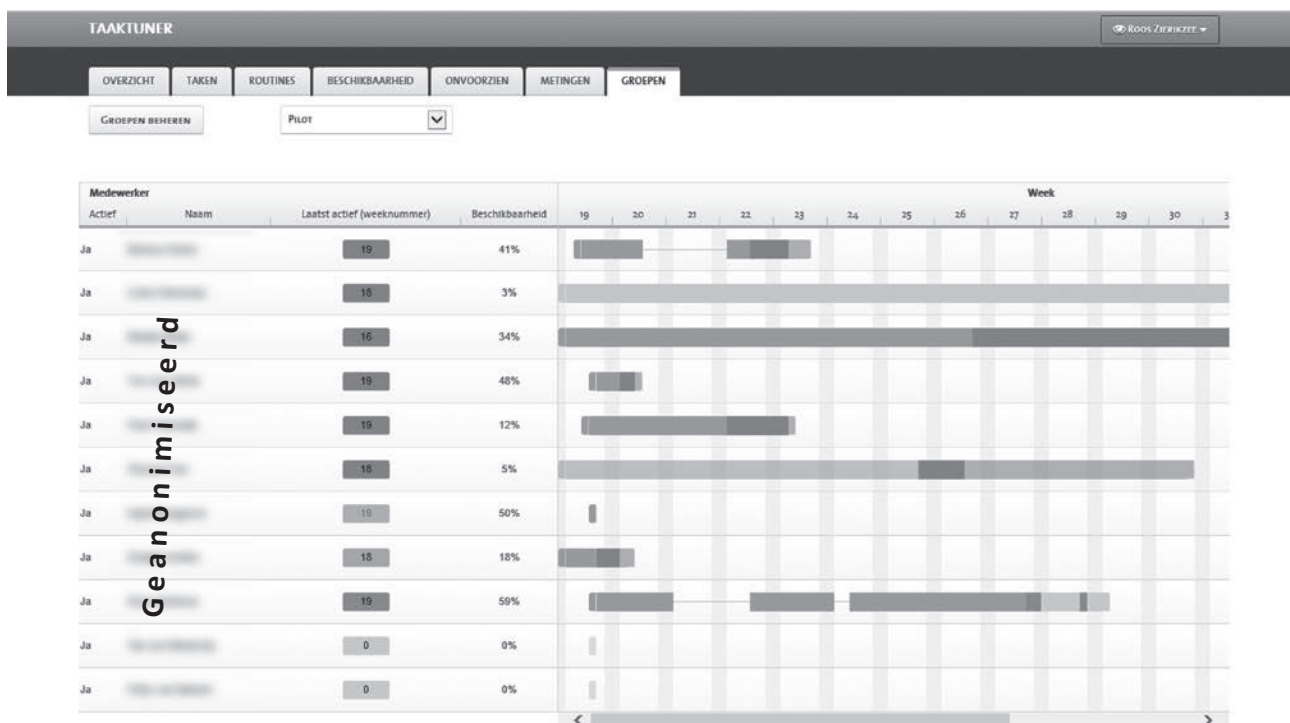 TAAKTUNER
ROOS ZIERIKZEE
OVERZICHT TAKEN ROUTINES BESCHIKBAARHEID ONVOORZIEN METINGEN GROEPEN
GROEPEN BEHEREN PILOT
Medewerker Week
Actief Naam Laatst actief (weeknummer) Beschikbaarheid 19 20 21 22 23 24 25 26 27 28 29 30 3
Ja 19 41%
Ja 18 3%
Ja 16 34%
Ja 19 48%
Ja 19 12%
Ja 18 5%
Ja 19 50%
Ja 18 18%
Ja 19 59%
Ja 0 0%
Ja 0 0%
Geanonimiseerd